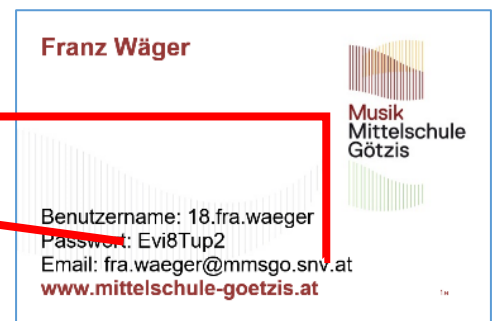 Franz Wäger
Musik
Mittelschule
Götzis
Benutzername: 18.fra.waeger
Passwort: Evi8Tup2
Email: fra.waeger@mmsgo.snv.at
www.mittelschule-goetzis.at